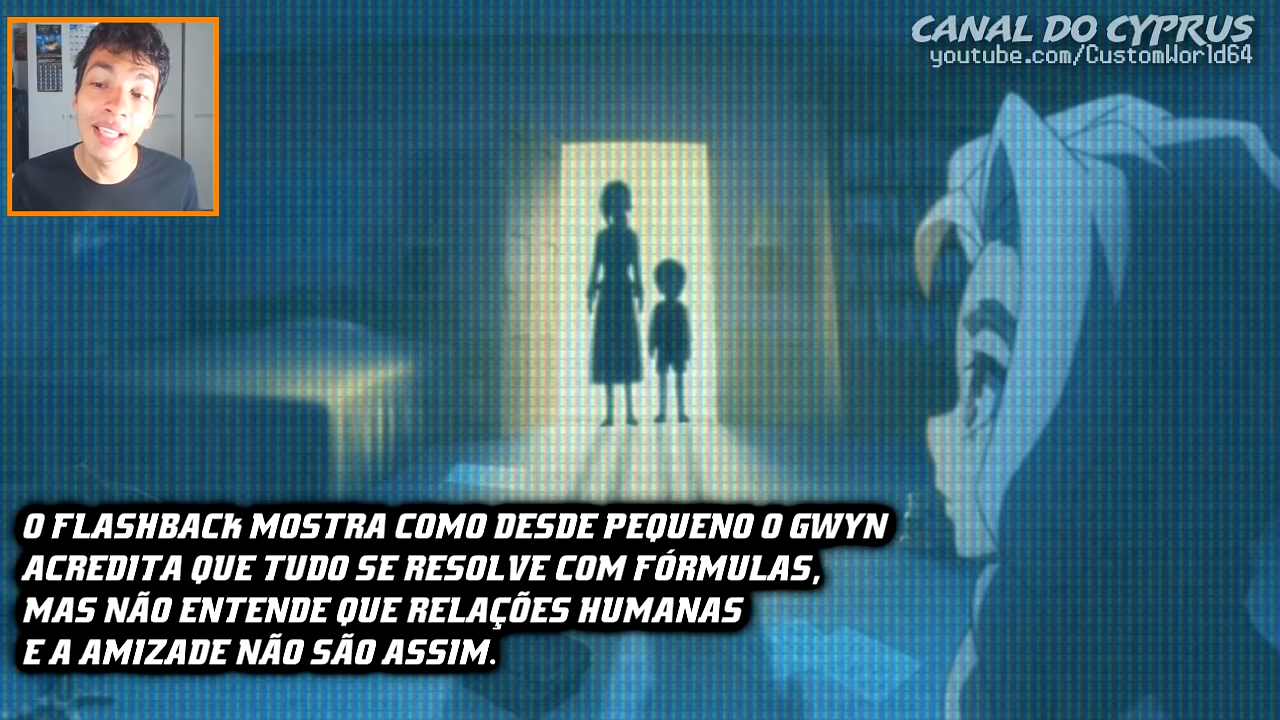 CANAL DO CYPRUS
youtube.com/CustomWorld64
O FLASHBACK MOSTRA COMO DESDE PEQUENO O GWYN
ACREDITA QUE TUDO SE RESOLVE COM FÓRMULAS,
MAS NÃO ENTENDE QUE RELAÇÕES HUMANAS
E A AMIZADE NÃO SÃO ASSIM.